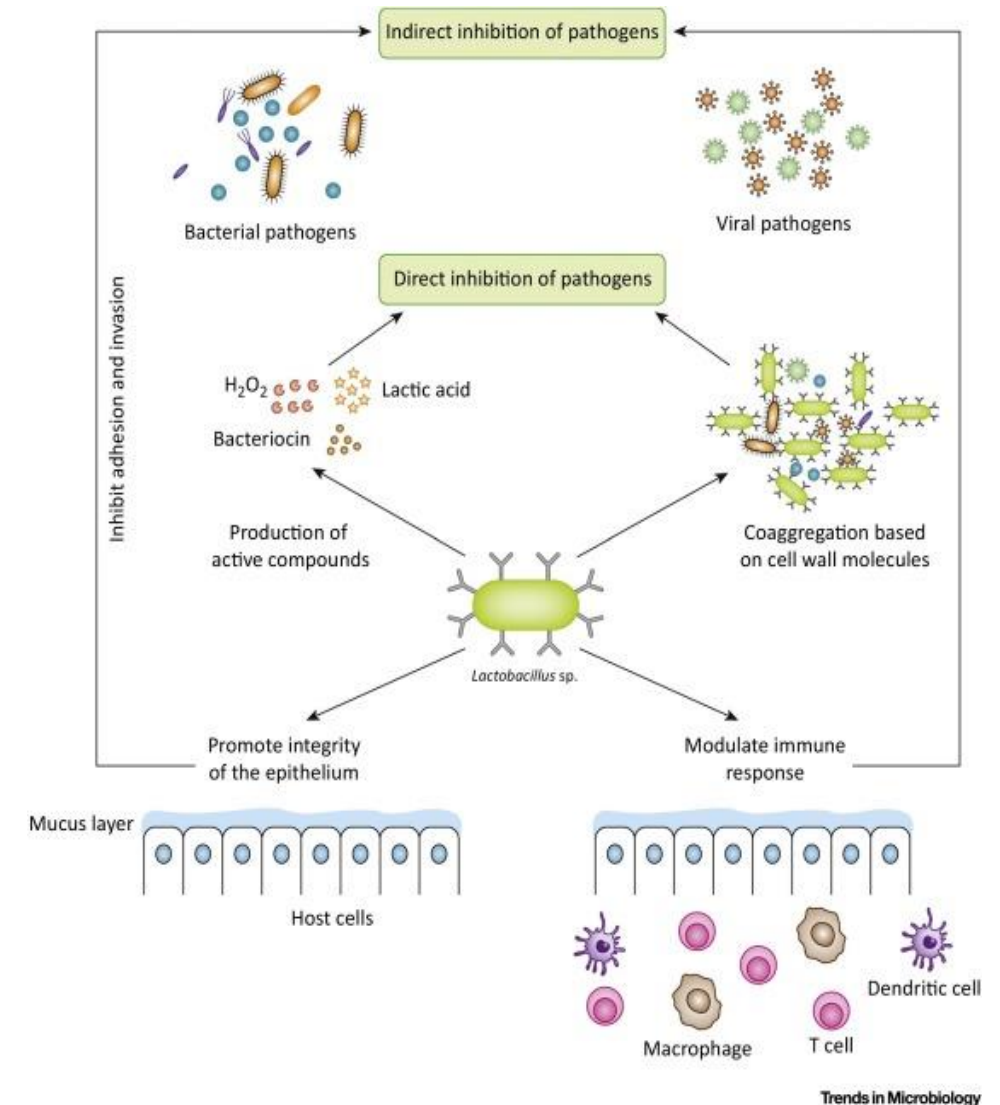 Indirect inhibition of pathogens
Bacterial pathogens
Viral pathogens
Direct inhibition of pathogens
Inhibit adhesion and invasion
H₂O₂
Lactic acid
Bacteriocin
Production of
active compounds
Coaggregation based
on cell wall molecules
Lactobacillus sp.
Promote integrity
of the epithelium
Modulate immune
response
Mucus layer
Host cells
Dendritic cell
Macrophage
T cell
Trends in Microbiology